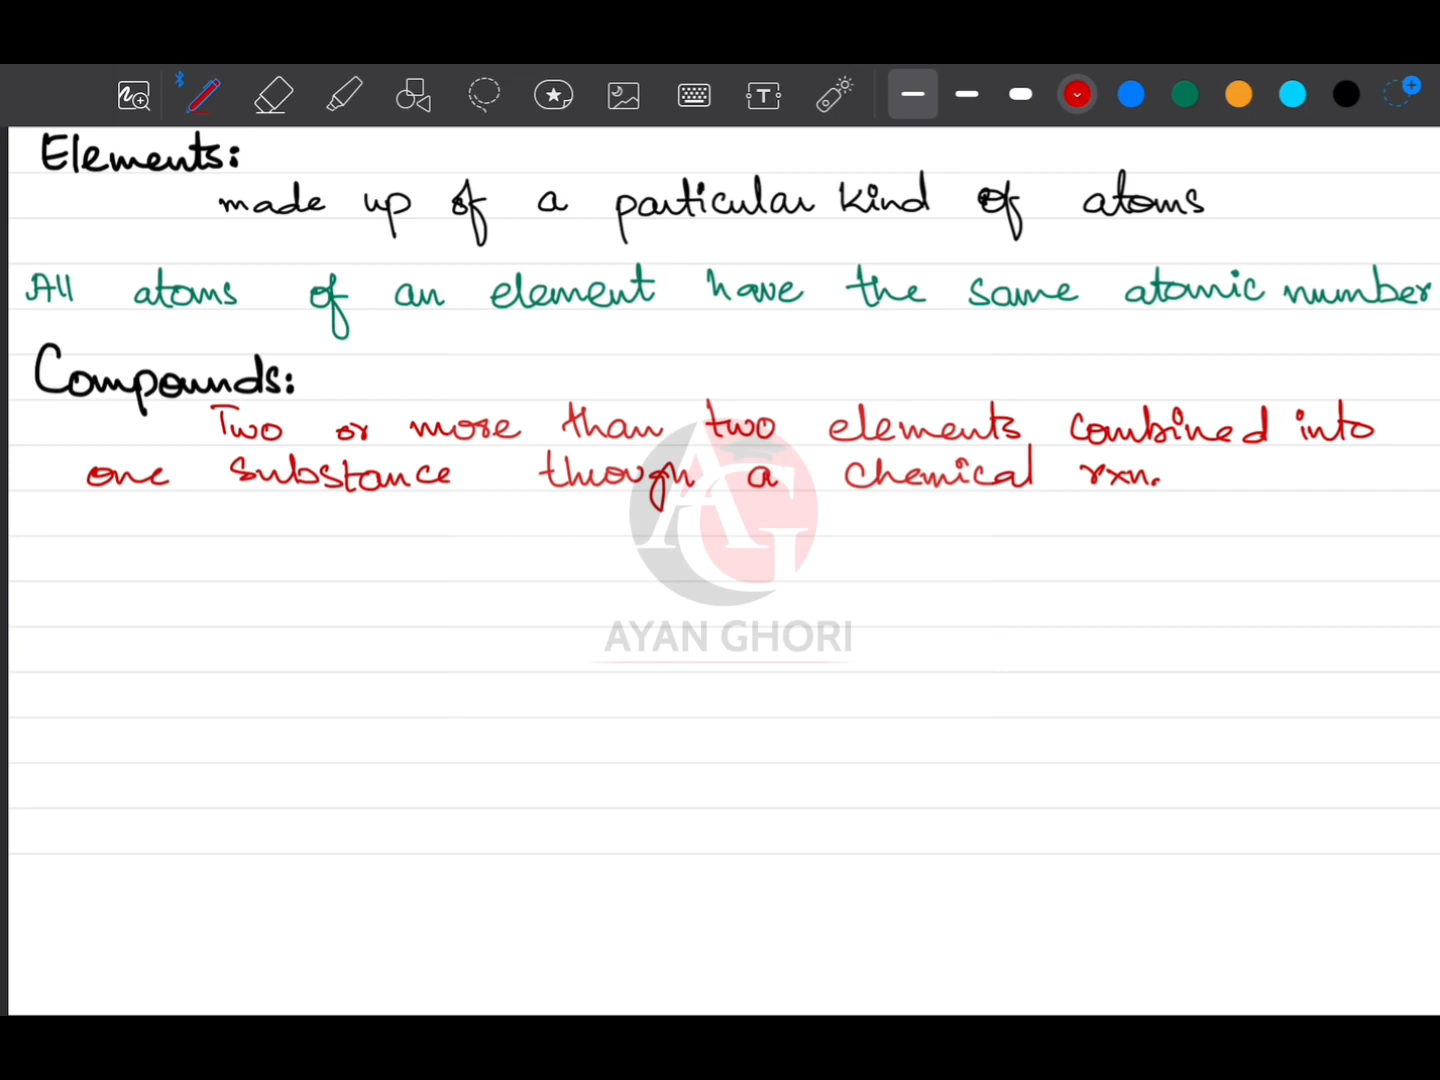 Elements:
made up of a particular kind of atoms
All atoms of an element have the same atomic number
Compounds:
Two or more than two elements combined into
one substance through a chemical rxn.
AG
AYAN GHORI